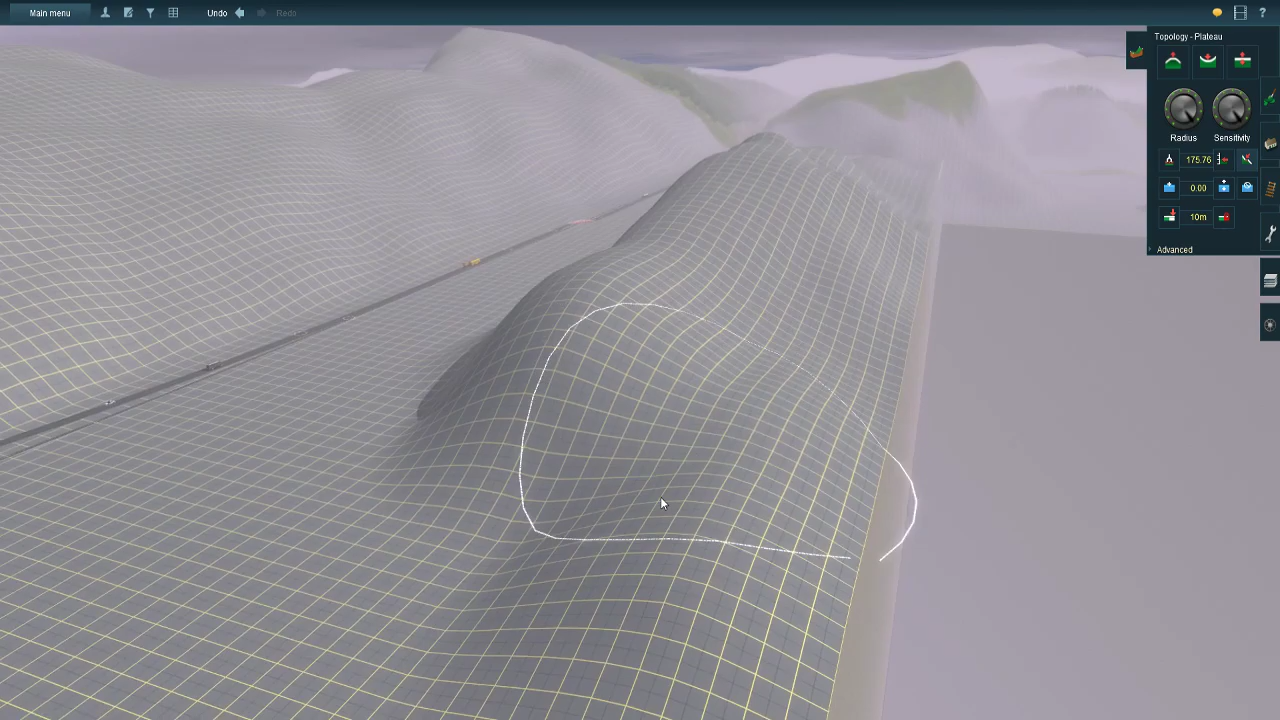 Main menu
Undo
Redo
?
Topology - Plateau
Radius
Sensitivity
175.76
0.00
10m
Advanced